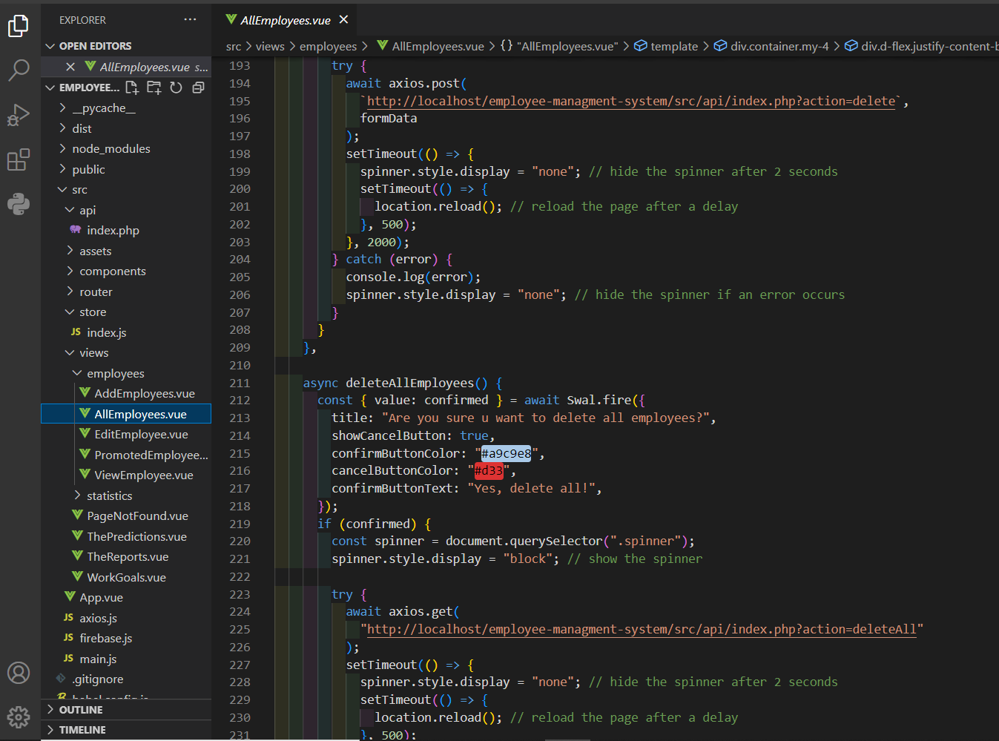 EXPLORER
AllEmployees.vue
OPEN EDITORS
AllEmployees.vue s...
EMPLOYEE...
__pycache__
dist
node_modules
public
src
api
index.php
assets
components
router
store
JS index.js
views
employees
AddEmployees.vue
AllEmployees.vue
EditEmployee.vue
PromotedEmployee...
ViewEmployee.vue
statistics
PageNotFound.vue
ThePredictions.vue
TheReports.vue
WorkGoals.vue
App.vue
JS axios.js
JS firebase.js
JS main.js
.gitignore
babel.config.js
OUTLINE
TIMELINE
src > views > employees > AllEmployees.vue > {} "AllEmployees.vue" > template > div.container.my-4 > div.d-flex.justify-content-b
193 try {
194 await axios.post(
195 `http://localhost/employee-managment-system/src/api/index.php?action=delete`,
196 formData
197 );
198 setTimeout(() => {
199 spinner.style.display = "none"; // hide the spinner after 2 seconds
200 setTimeout(() => {
201 location.reload(); // reload the page after a delay
202 }, 500);
203 }, 2000);
204 } catch (error) {
205 console.log(error);
206 spinner.style.display = "none"; // hide the spinner if an error occurs
207 }
208 }
209 },
210
211 async deleteAllEmployees() {
212 const { value: confirmed } = await Swal.fire({
213 title: "Are you sure u want to delete all employees?",
214 showCancelButton: true,
215 confirmButtonColor: "#a9c9e8",
216 cancelButtonColor: "#d33",
217 confirmButtonText: "Yes, delete all!",
218 });
219 if (confirmed) {
220 const spinner = document.querySelector(".spinner");
221 spinner.style.display = "block"; // show the spinner
222
223 try {
224 await axios.get(
225 "http://localhost/employee-managment-system/src/api/index.php?action=deleteAll"
226 );
227 setTimeout(() => {
228 spinner.style.display = "none"; // hide the spinner after 2 seconds
229 setTimeout(() => {
230 location.reload(); // reload the page after a delay
231 }, 500);